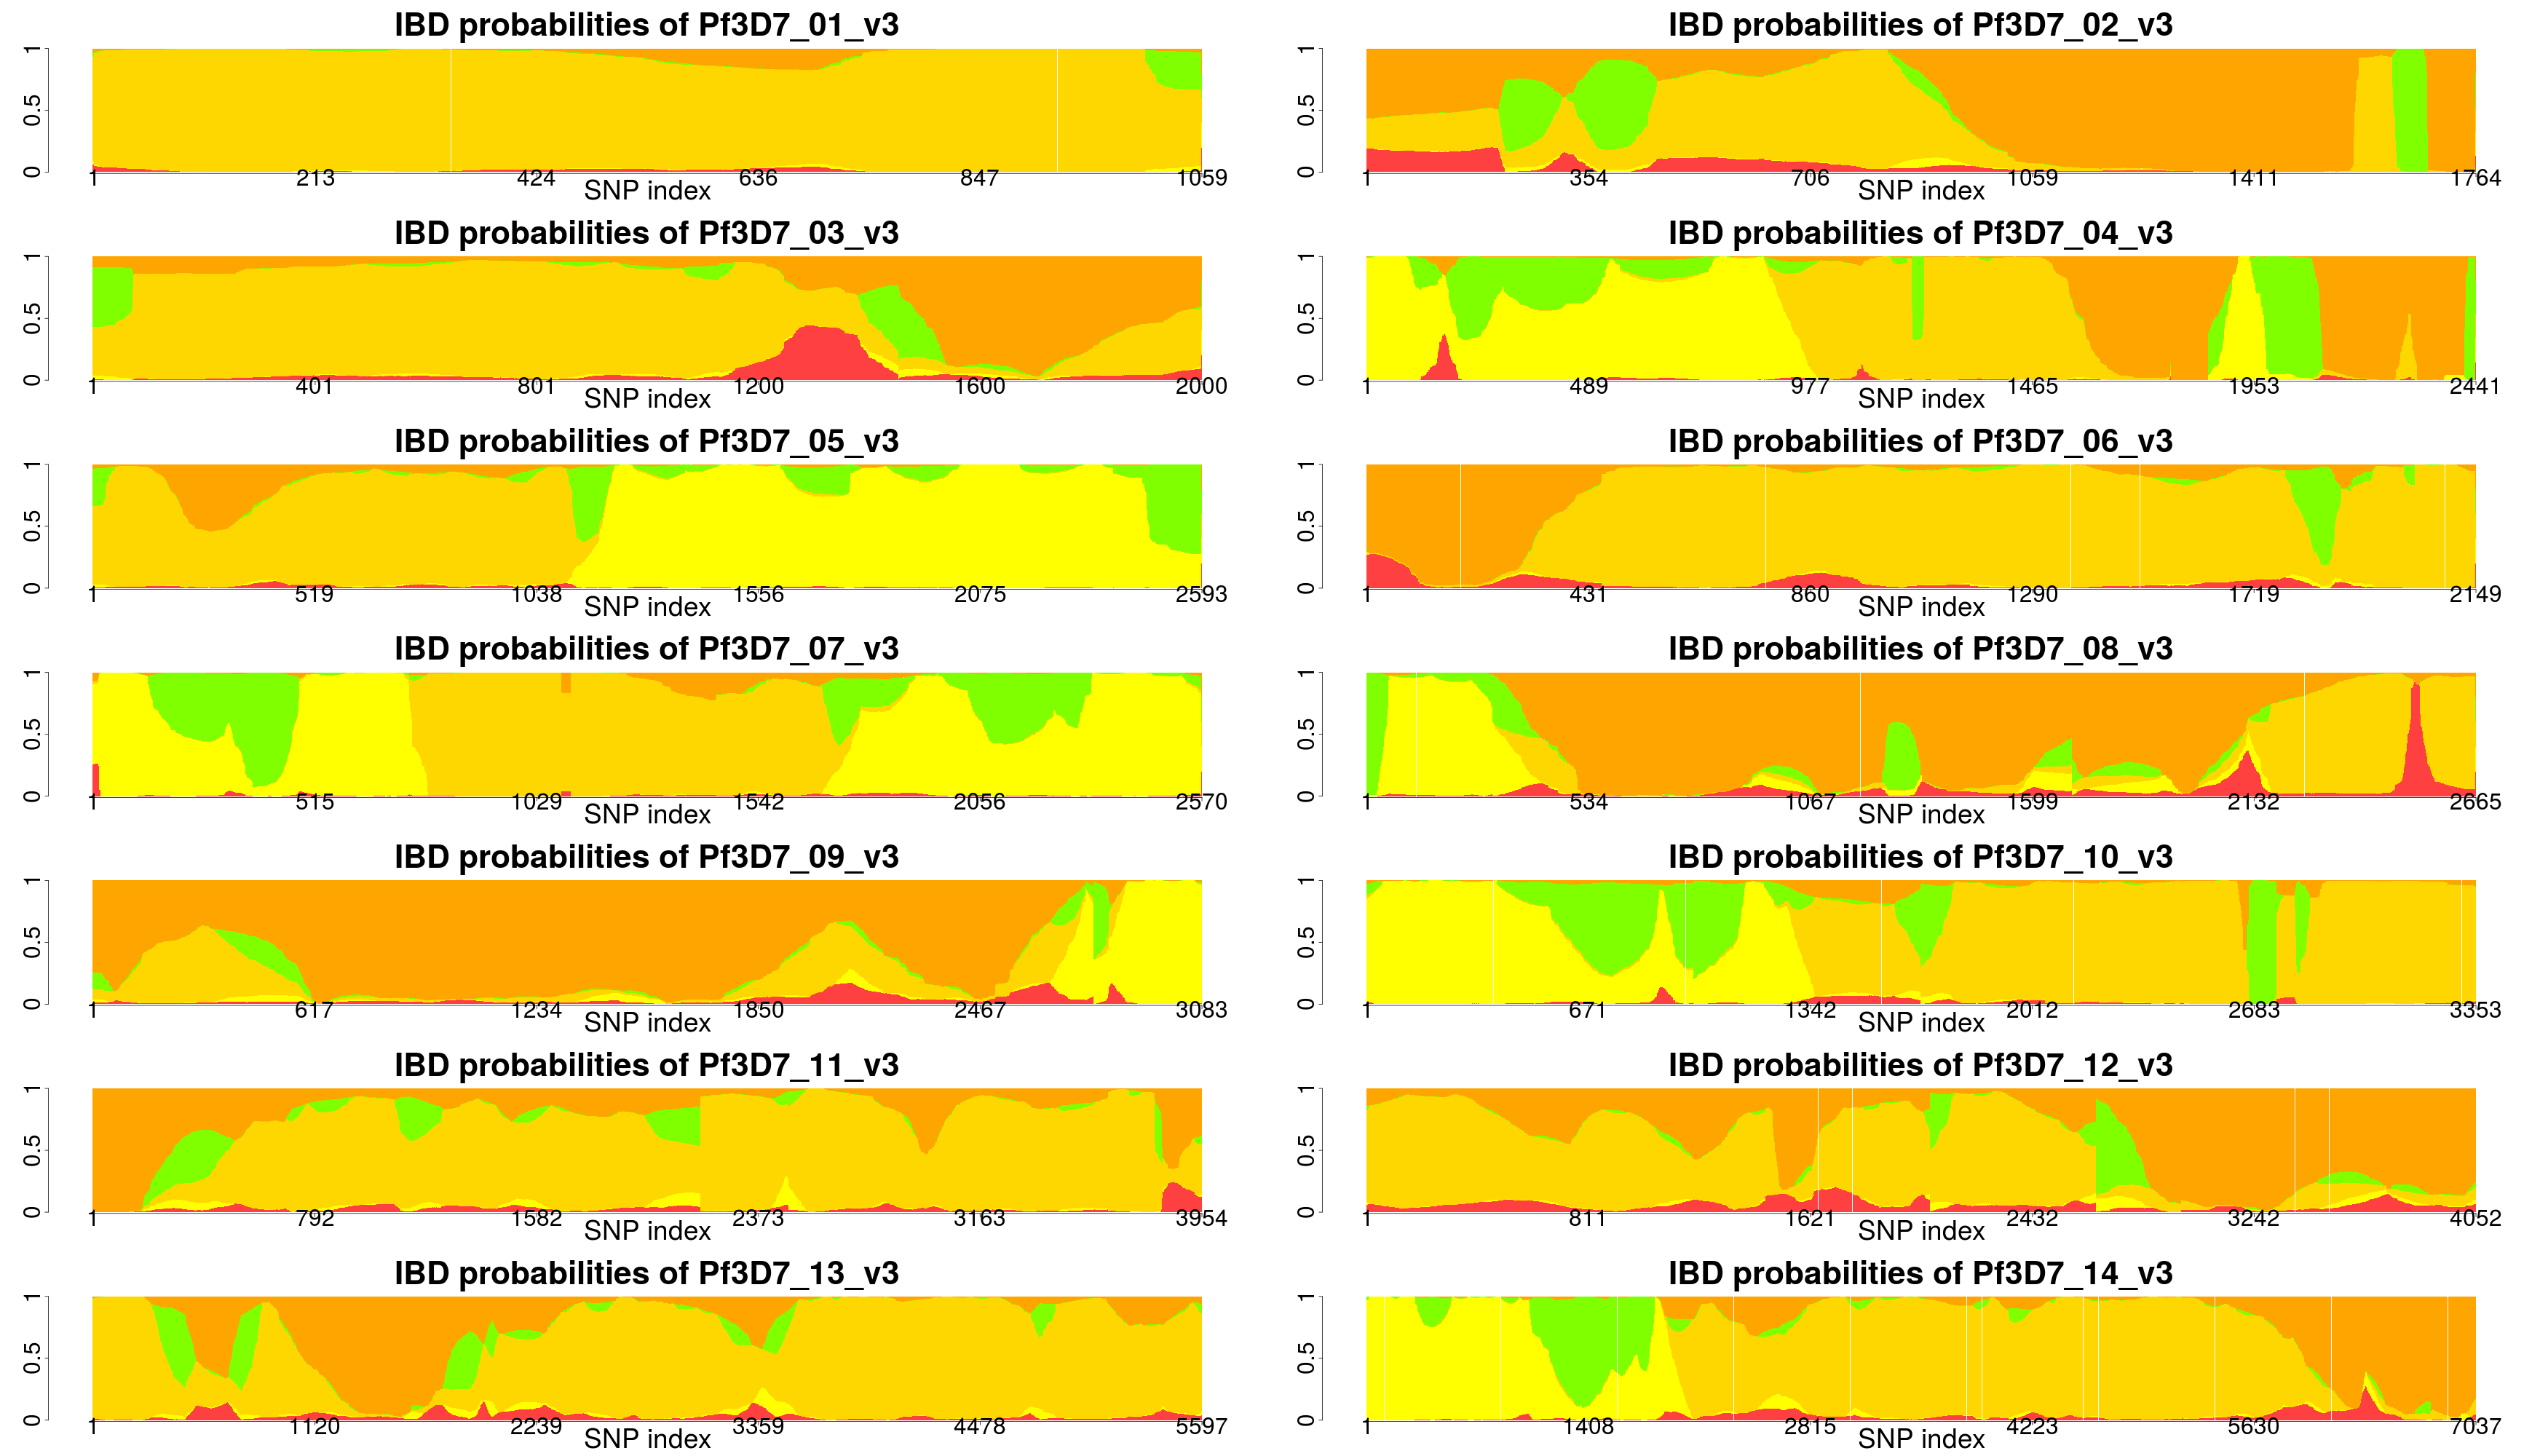 IBD probabilities of Pf3D7_01_v3
0 0.5 1
1 213 424 636 847 1059
SNP index
IBD probabilities of Pf3D7_02_v3
0 0.5 1
1 354 706 1059 1411 1764
SNP index
IBD probabilities of Pf3D7_03_v3
0 0.5 1
1 401 801 1200 1600 2000
SNP index
IBD probabilities of Pf3D7_04_v3
0 0.5 1
1 489 977 1465 1953 2441
SNP index
IBD probabilities of Pf3D7_05_v3
0 0.5 1
1 519 1038 1556 2075 2593
SNP index
IBD probabilities of Pf3D7_06_v3
0 0.5 1
1 431 860 1290 1719 2149
SNP index
IBD probabilities of Pf3D7_07_v3
0 0.5 1
1 515 1029 1542 2056 2570
SNP index
IBD probabilities of Pf3D7_08_v3
0 0.5 1
1 534 1067 1599 2132 2665
SNP index
IBD probabilities of Pf3D7_09_v3
0 0.5 1
1 617 1234 1850 2467 3083
SNP index
IBD probabilities of Pf3D7_10_v3
0 0.5 1
1 671 1342 2012 2683 3353
SNP index
IBD probabilities of Pf3D7_11_v3
0 0.5 1
1 792 1582 2373 3163 3954
SNP index
IBD probabilities of Pf3D7_12_v3
0 0.5 1
1 811 1621 2432 3242 4052
SNP index
IBD probabilities of Pf3D7_13_v3
0 0.5 1
1 1120 2239 3359 4478 5597
SNP index
IBD probabilities of Pf3D7_14_v3
0 0.5 1
1 1408 2815 4223 5630 7037
SNP index